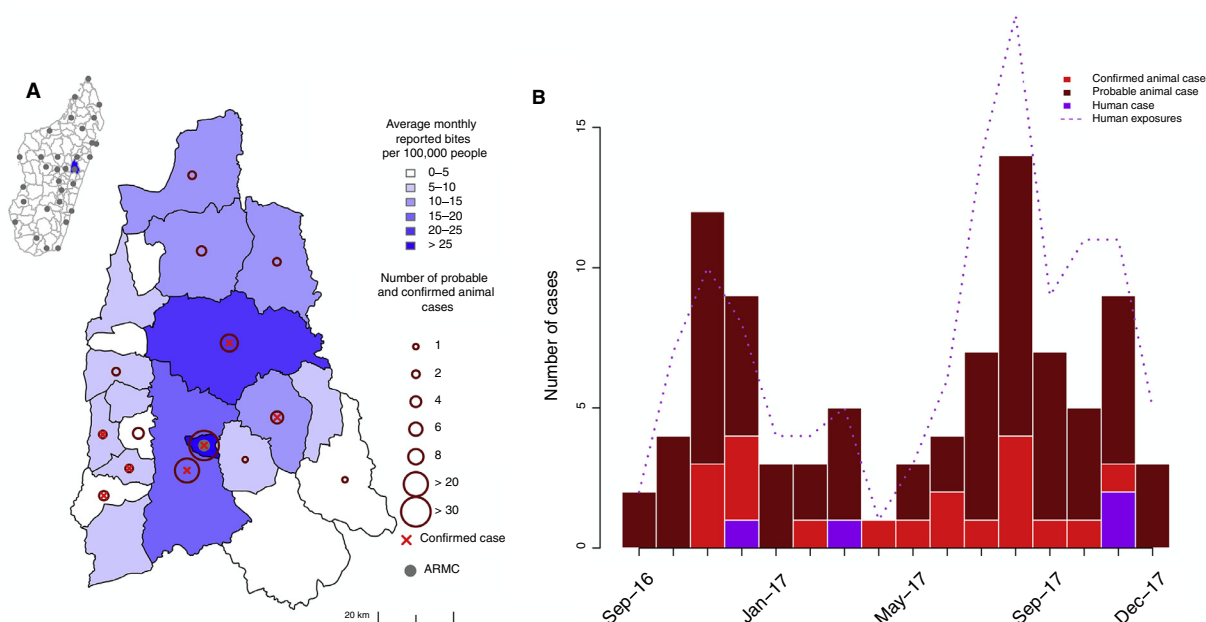 A
Average monthly
reported bites
per 100,000 people
0–5
5–10
10–15
15–20
20–25
> 25
Number of probable
and confirmed animal
cases
1
2
4
6
8
> 20
> 30
Confirmed case
ARMC
20 km
B
Confirmed animal case
Probable animal case
Human case
Human exposures
Number of cases
15
10
5
0
Sep−16
Jan−17
May−17
Sep−17
Dec−17